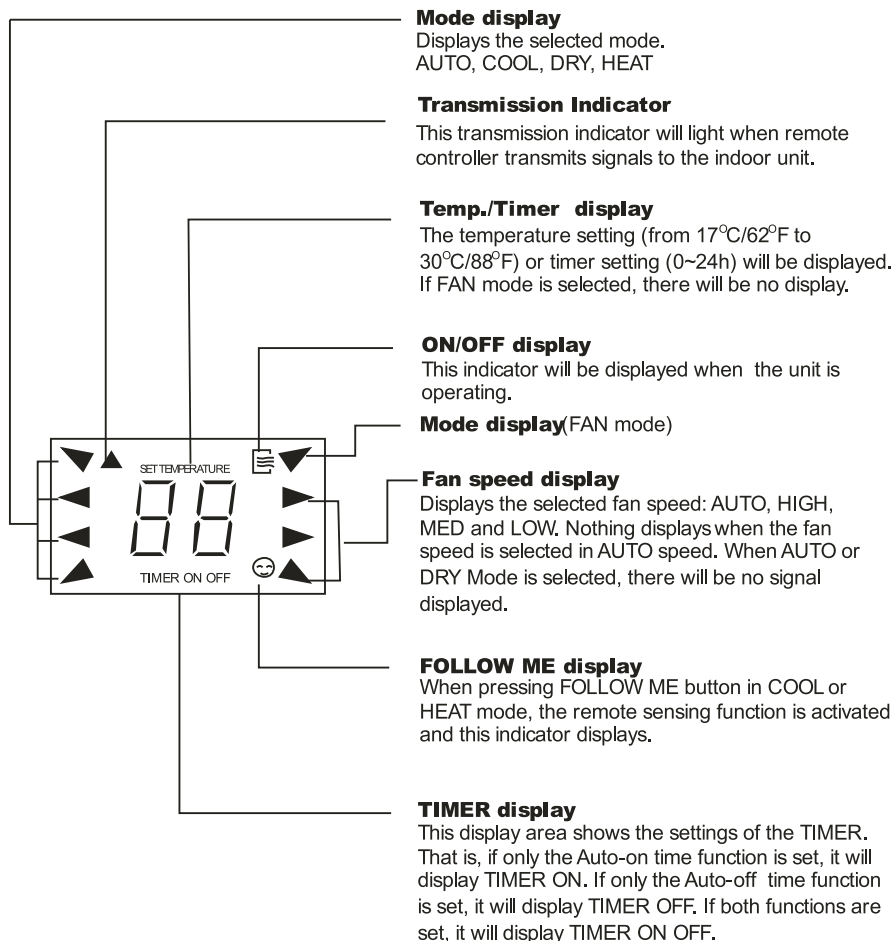 Mode display
Displays the selected mode.
AUTO, COOL, DRY, HEAT
Transmission Indicator
This transmission indicator will light when remote
controller transmits signals to the indoor unit.
Temp./Timer display
The temperature setting (from 17°C/62°F to
30°C/88°F) or timer setting (0~24h) will be displayed.
If FAN mode is selected, there will be no display.
ON/OFF display
This indicator will be displayed when the unit is
operating.
Mode display(FAN mode)
Fan speed display
Displays the selected fan speed: AUTO, HIGH,
MED and LOW. Nothing displays when the fan
speed is selected in AUTO speed. When AUTO or
DRY Mode is selected, there will be no signal
displayed.
SET TEMPERATURE
88
TIMER ON OFF
FOLLOW ME display
When pressing FOLLOW ME button in COOL or
HEAT mode, the remote sensing function is activated
and this indicator displays.
TIMER display
This display area shows the settings of the TIMER.
That is, if only the Auto-on time function is set, it will
display TIMER ON. If only the Auto-off time function
is set, it will display TIMER OFF. If both functions are
set, it will display TIMER ON OFF.